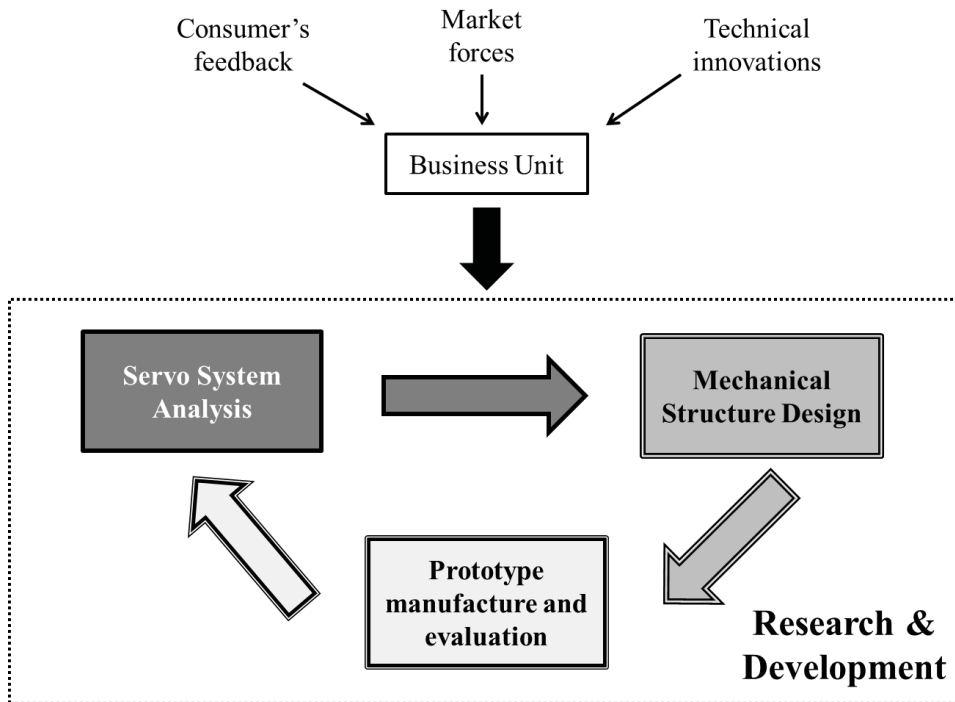 Consumer’s
feedback
Market
forces
Technical
innovations
Business Unit
Servo System
Analysis
Mechanical
Structure Design
Prototype
manufacture and
evaluation
Research &
Development